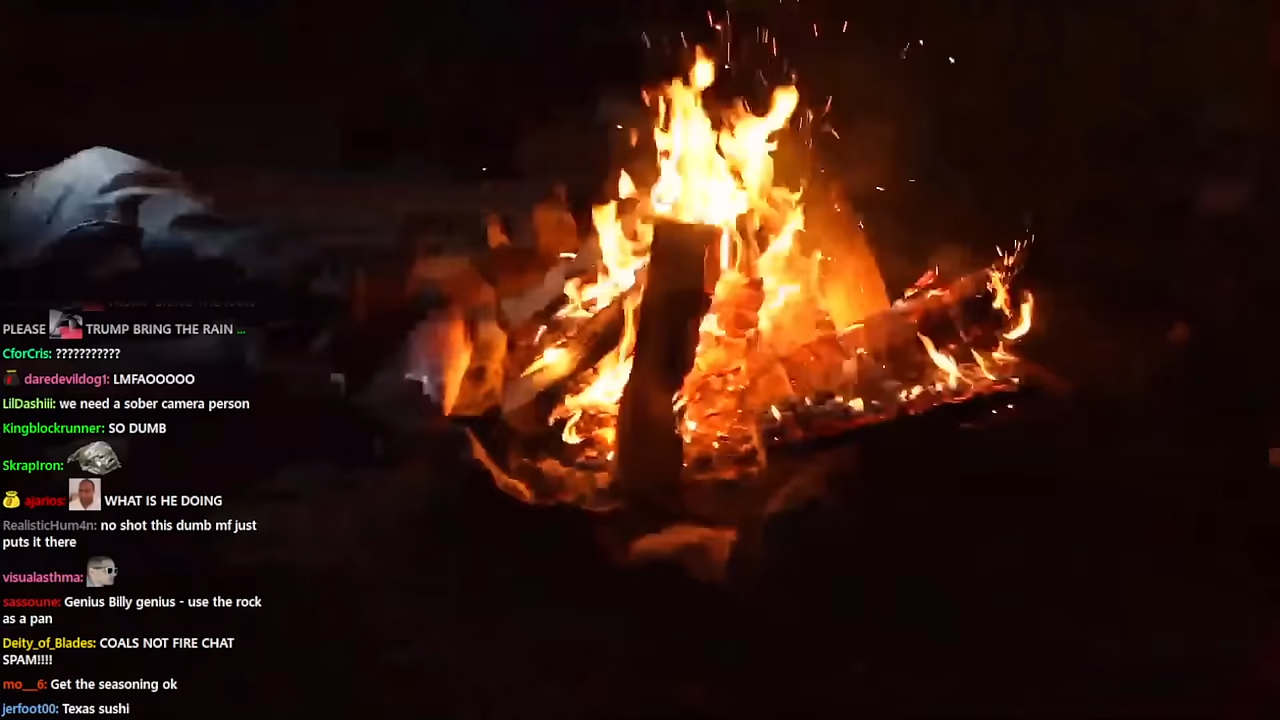 PLEASE TRUMP BRING THE RAIN ...
CforCris: ???????????
daredevildog1: LMFAOOOOO
LilDashiii: we need a sober camera person
Kingblockrunner: SO DUMB
SkrapIron:
ajarios: WHAT IS HE DOING
RealisticHum4n: no shot this dumb mf just
puts it there
visualasthma:
sassoune: Genius Billy genius - use the rock
as a pan
Deity_of_Blades: COALS NOT FIRE CHAT
SPAM!!!!
mo___6: Get the seasoning ok
jerfoot00: Texas sushi